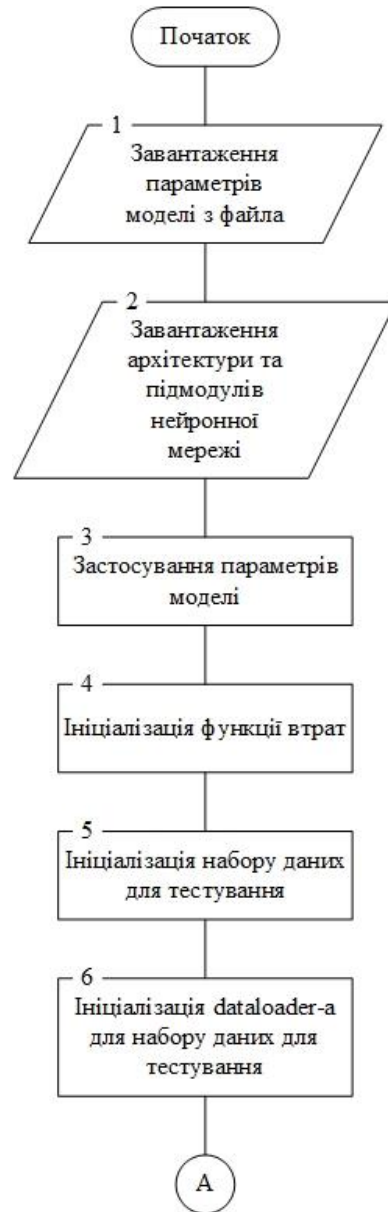 Початок
1
Завантаження
параметрів
моделі з файла
2
Завантаження
архітектури та
підмодулів
нейронної
мережі
3
Застосування параметрів
моделі
4
Ініціалізація функції втрат
5
Ініціалізація набору даних
для тестування
6
Ініціалізація dataloader-а
для набору даних для
тестування
А